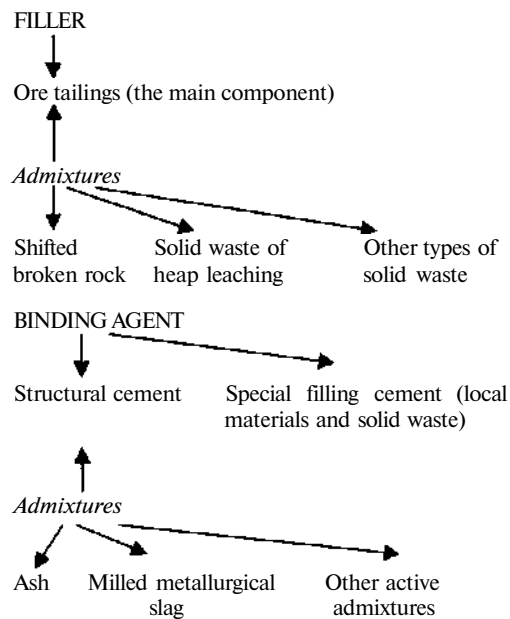 FILLER
Ore tailings (the main component)
Admixtures
Shifted broken rock
Solid waste of heap leaching
Other types of solid waste
BINDING AGENT
Structural cement
Special filling cement (local materials and solid waste)
Admixtures
Ash
Milled metallurgical slag
Other active admixtures